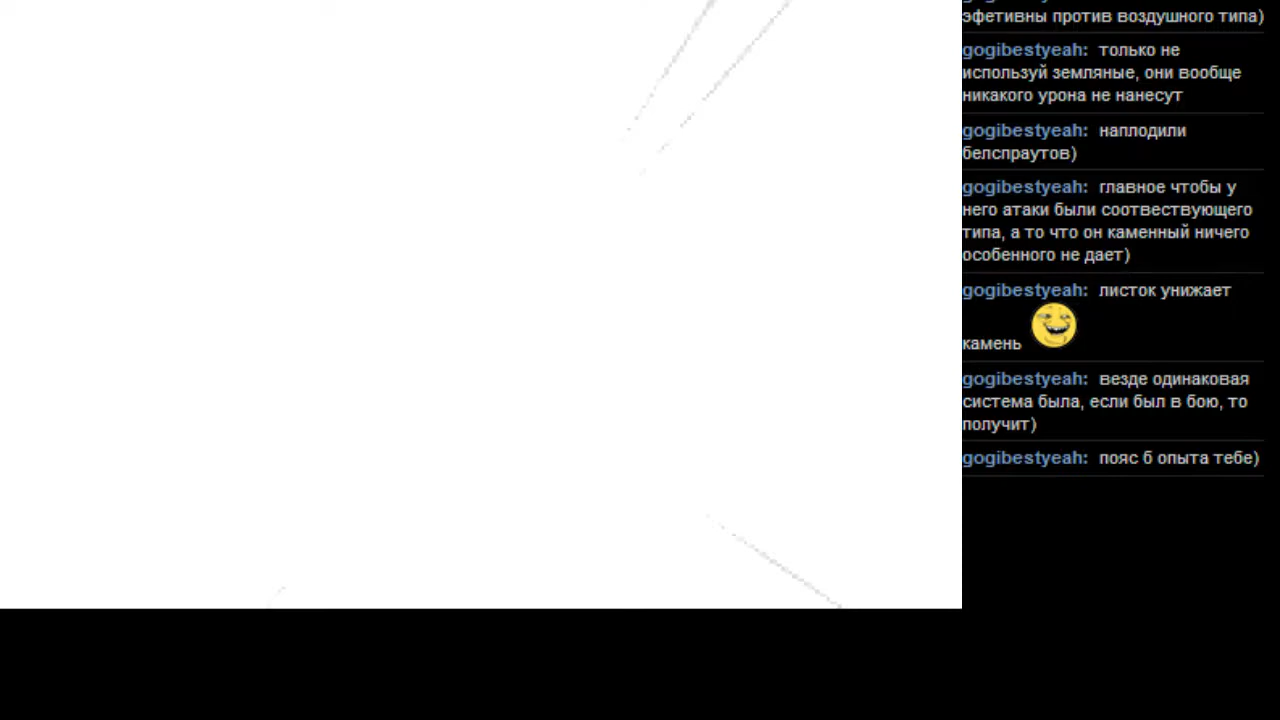 эфетивны против воздушного типа)
gogibestyeah: только не
используй земляные, они вообще
никакого урона не нанесут
gogibestyeah: наплодили
белспраутов)
gogibestyeah: главное чтобы у
него атаки были соотвествующего
типа, а то что он каменный ничего
особенного не дает)
gogibestyeah: листок унижает
камень
gogibestyeah: везде одинаковая
система была, если был в бою, то
получит)
gogibestyeah: пояс б опыта тебе)